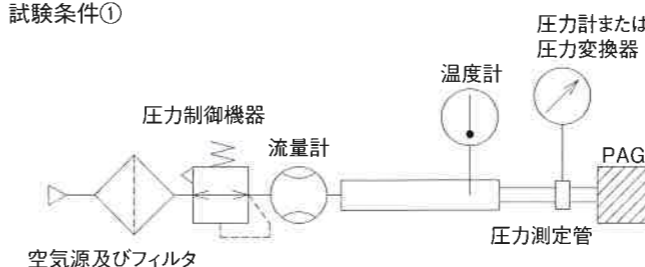 試験条件①
圧力計または
圧力変換器
温度計
圧力制御機器
流量計
PAG
圧力測定管
空気源及びフィルタ